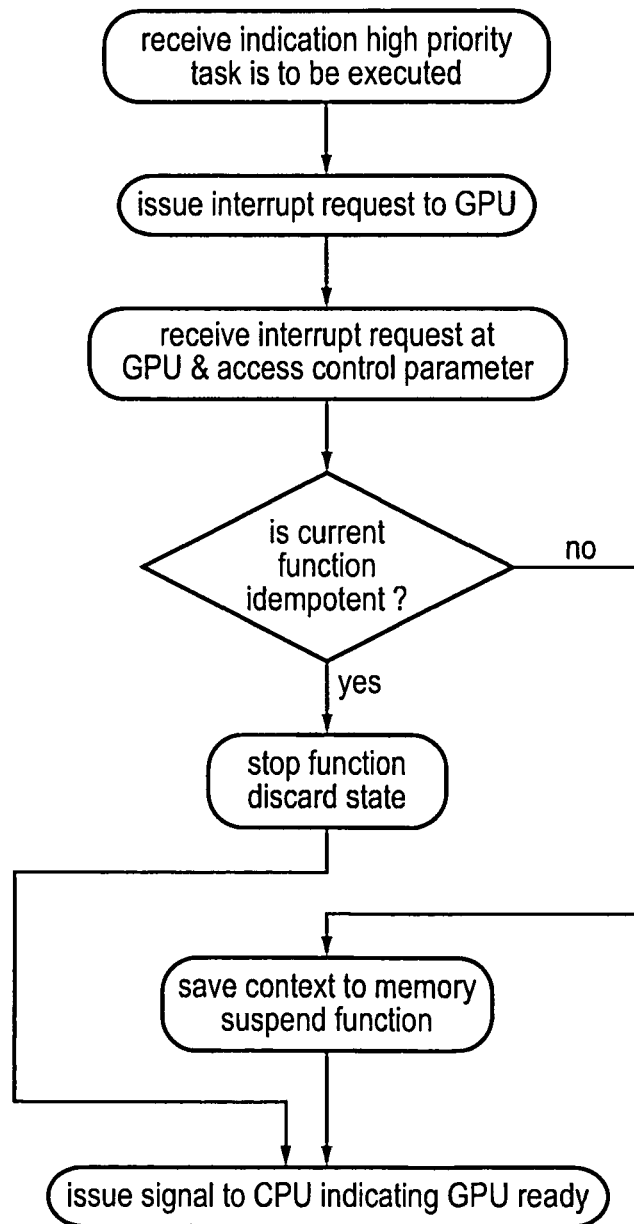 receive indication high priority
task is to be executed
issue interrupt request to GPU
receive interrupt request at
GPU & access control parameter
is current
function
idempotent ?
no
yes
stop function
discard state
save context to memory
suspend function
issue signal to CPU indicating GPU ready